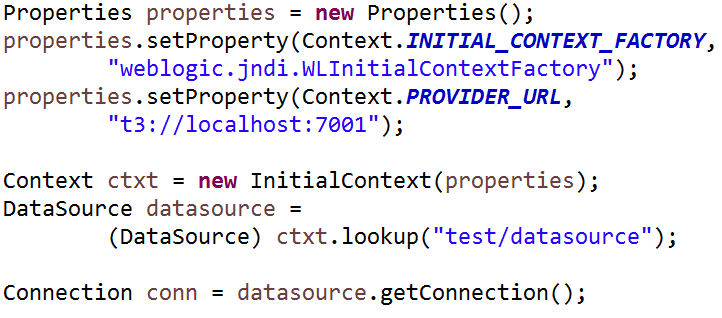 Properties properties = new Properties();
properties.setProperty(Context.INITIAL_CONTEXT_FACTORY,
"weblogic.jndi.WLInitialContextFactory");
properties.setProperty(Context.PROVIDER_URL,
"t3://localhost:7001");
Context ctxt = new InitialContext(properties);
DataSource datasource =
(DataSource) ctxt.lookup("test/datasource");
Connection conn = datasource.getConnection();